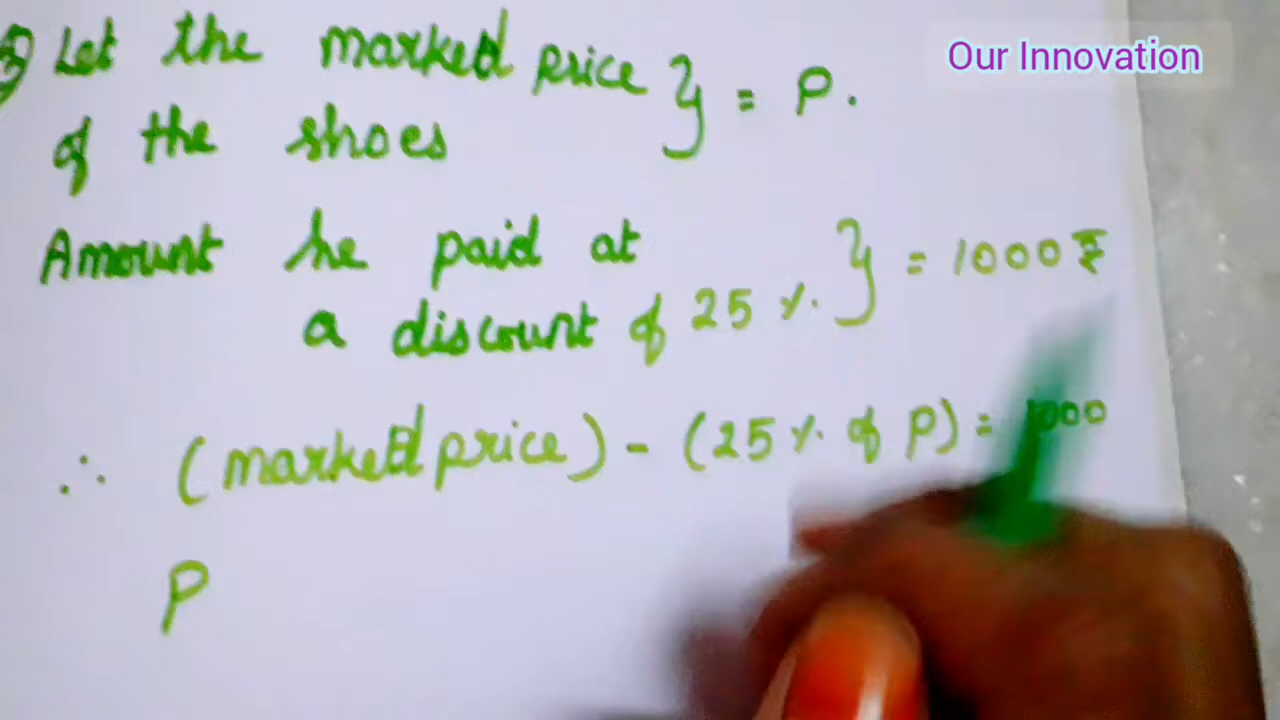 Our Innovation
Let the marked price
of the shoes } = P.
Amount he paid at
a discount of 25 %. } = 1000 ₹
∴ (marked price) - (25 %. of P) = 1000
P